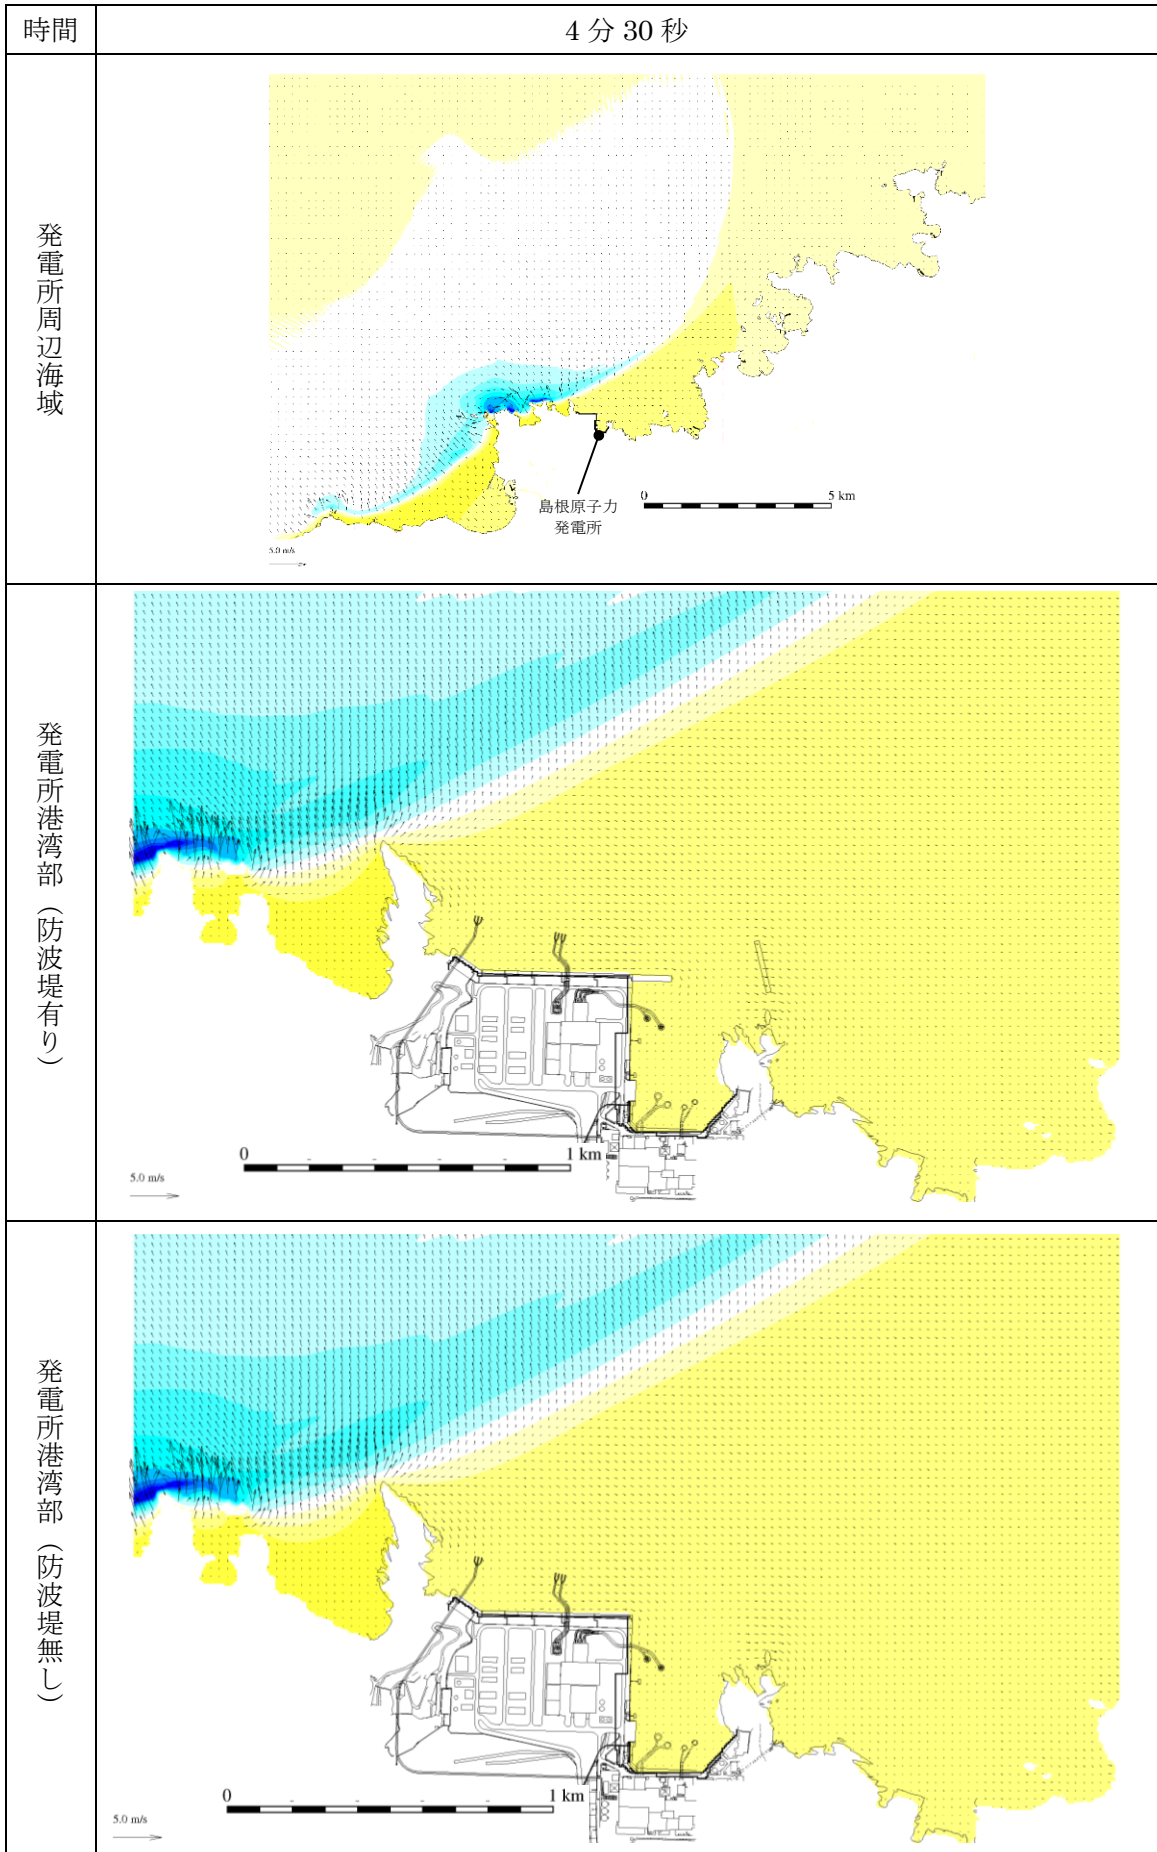 時間
4分30秒
発電所周辺海域
島根原子力
発電所
0 5 km
5.0 m/s
発電所港湾部（防波堤有り）
0 1 km
5.0 m/s
発電所港湾部（防波堤無し）
0 1 km
5.0 m/s